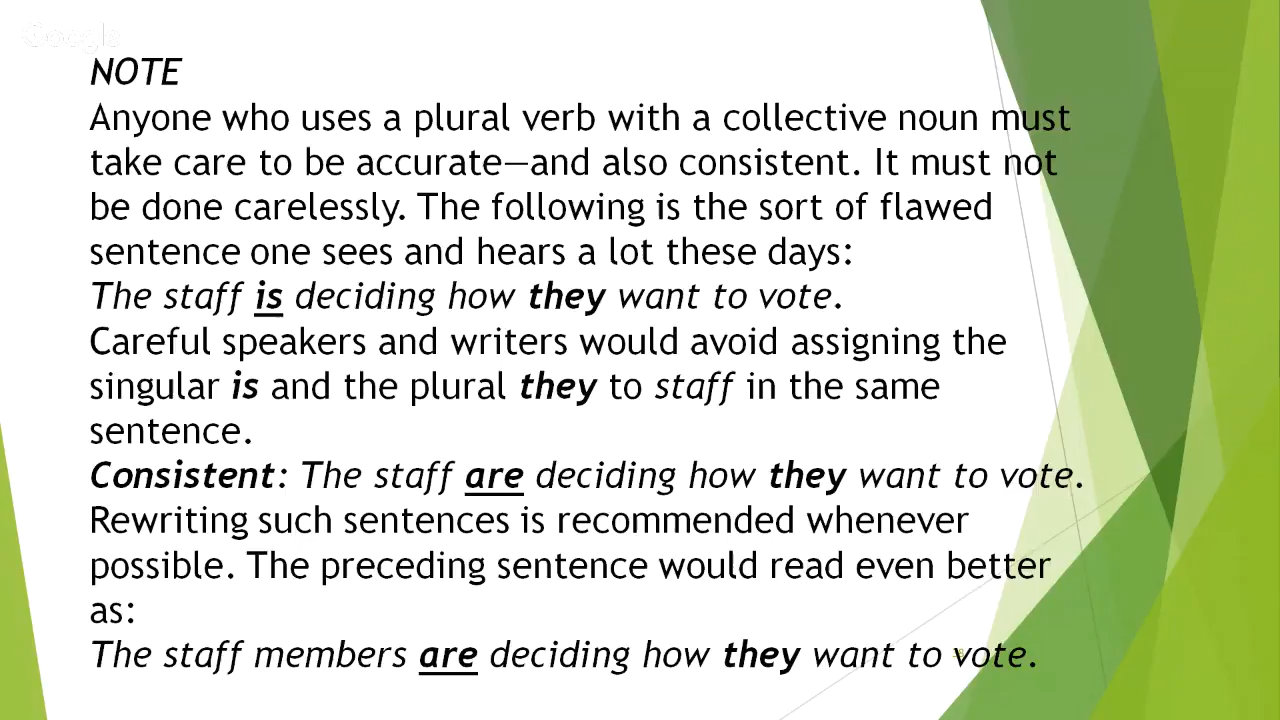 Google
NOTE
Anyone who uses a plural verb with a collective noun must
take care to be accurate—and also consistent. It must not
be done carelessly. The following is the sort of flawed
sentence one sees and hears a lot these days:
The staff is deciding how they want to vote.
Careful speakers and writers would avoid assigning the
singular is and the plural they to staff in the same
sentence.
Consistent: The staff are deciding how they want to vote.
Rewriting such sentences is recommended whenever
possible. The preceding sentence would read even better
as:
The staff members are deciding how they want to vote.